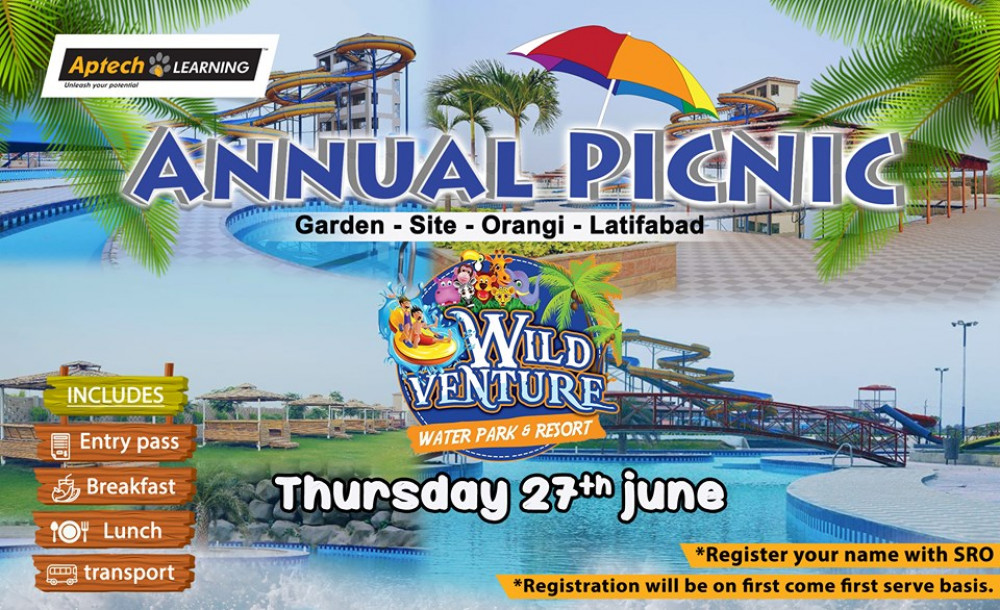 Aptech LEARNING
Unleash your potential
ANNUAL PICNIC
Garden - Site - Orangi - Latifabad
WILD
VENTURE
WATER PARK & RESORT
INCLUDES
Entry pass
Breakfast
Lunch
transport
Thursday 27th june
*Register your name with SRO
*Registration will be on first come first serve basis.